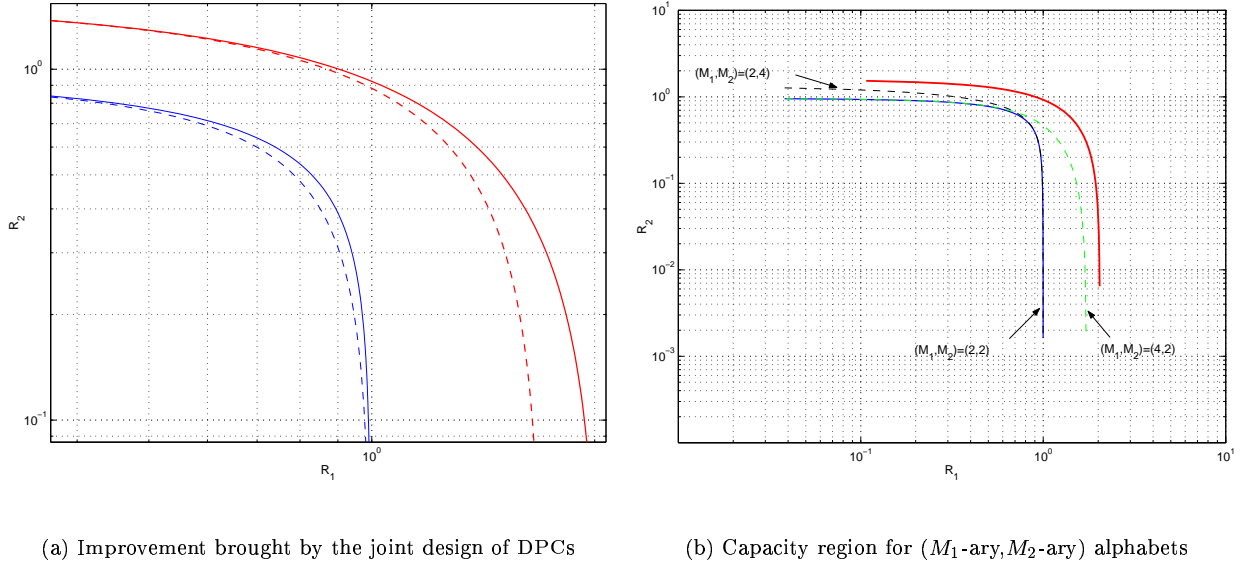 10^0
10^{-1}
R_2
10^0
R_1
(a) Improvement brought by the joint design of DPCs
10^1
10^0
10^{-1}
10^{-2}
10^{-3}
R_2
(M_1,M_2)=(2,4)
(M_1,M_2)=(2,2)
(M_1,M_2)=(4,2)
10^{-1}
10^0
10^1
R_1
(b) Capacity region for (M_1-ary,M_2-ary) alphabets